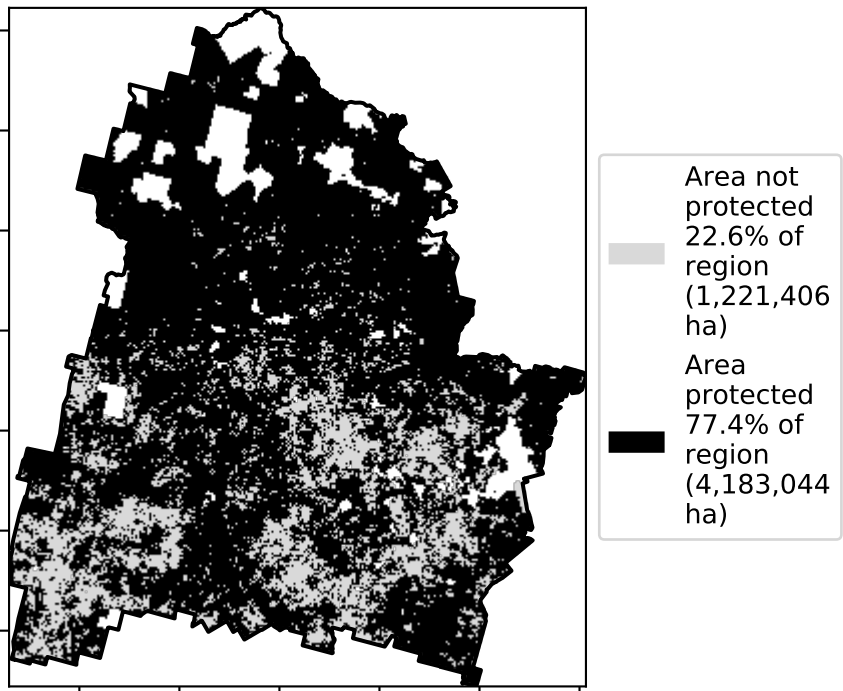 Area not
protected
22.6% of
region
(1,221,406
ha)
Area
protected
77.4% of
region
(4,183,044
ha)